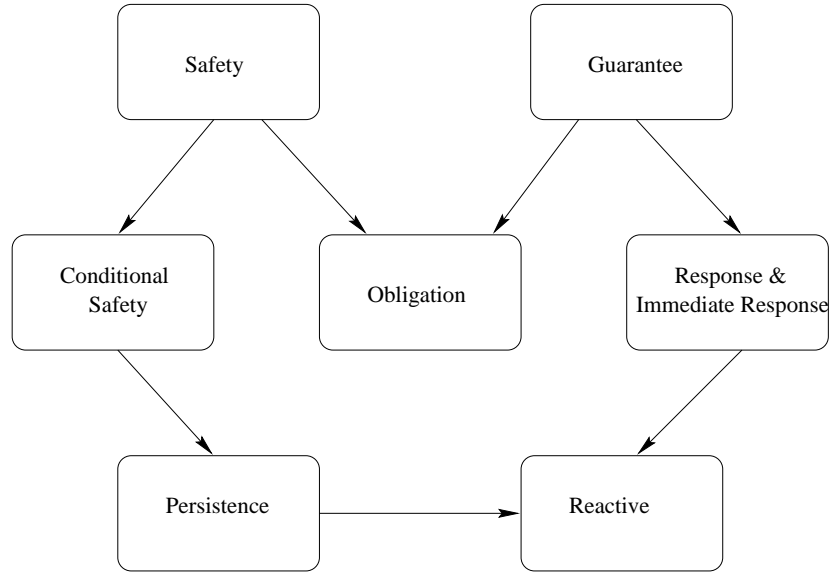 Safety
Guarantee
Conditional
Safety
Obligation
Response &
Immediate Response
Persistence
Reactive